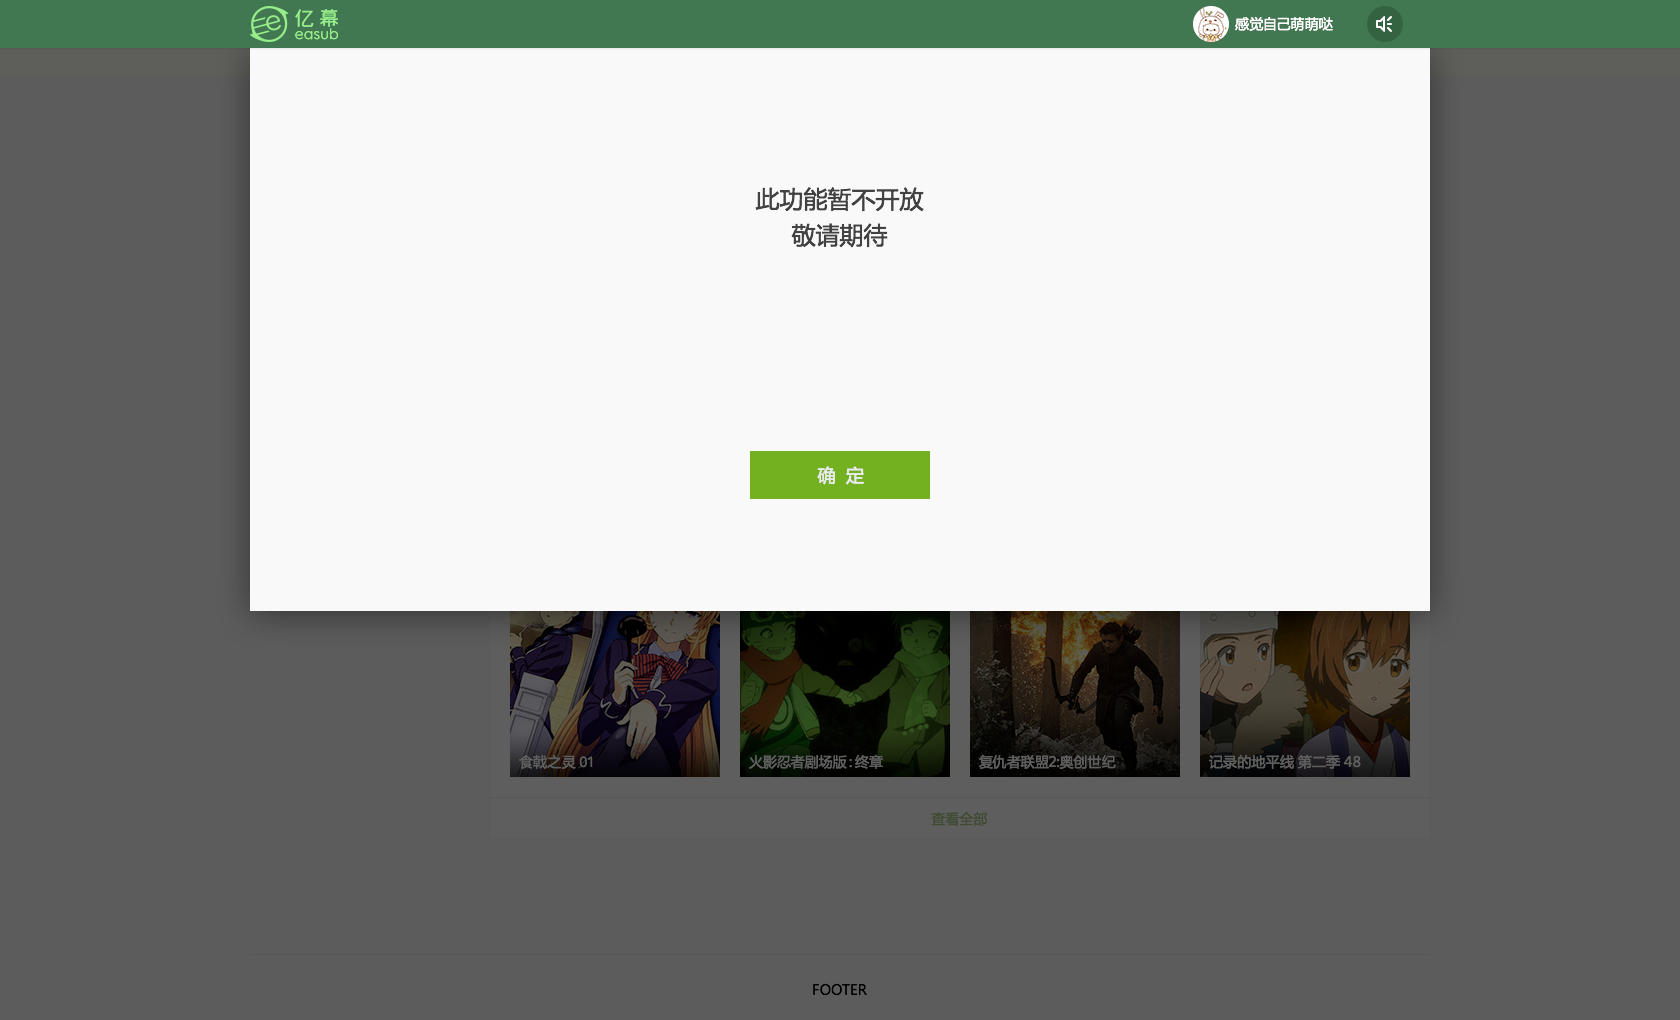 亿幕
easub
感觉自己萌萌哒
此功能暂不开放
敬请期待
确 定
食戟之灵 01
火影忍者剧场版：终章
复仇者联盟2:奥创世纪
记录的地平线 第二季 48
查看全部
FOOTER